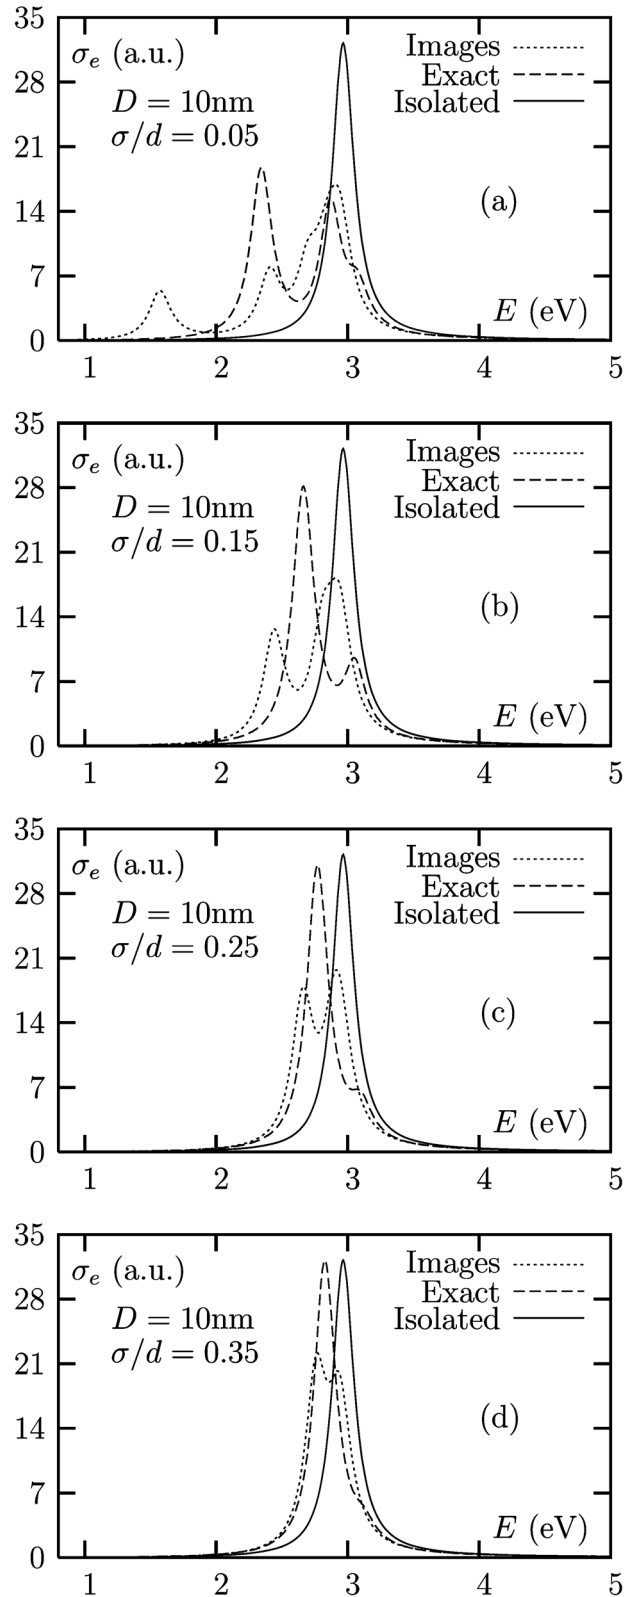 35
σₑ (a.u.)
Images
28
Exact
D = 10nm
Isolated
σ/d = 0.05
21
(a)
14
7
E (eV)
0
1 2 3 4 5
35
σₑ (a.u.)
Images
28
Exact
D = 10nm
Isolated
σ/d = 0.15
21
(b)
14
7
E (eV)
0
1 2 3 4 5
35
σₑ (a.u.)
Images
28
Exact
D = 10nm
Isolated
σ/d = 0.25
21
(c)
14
7
E (eV)
0
1 2 3 4 5
35
σₑ (a.u.)
Images
28
Exact
D = 10nm
Isolated
σ/d = 0.35
21
(d)
14
7
E (eV)
0
1 2 3 4 5